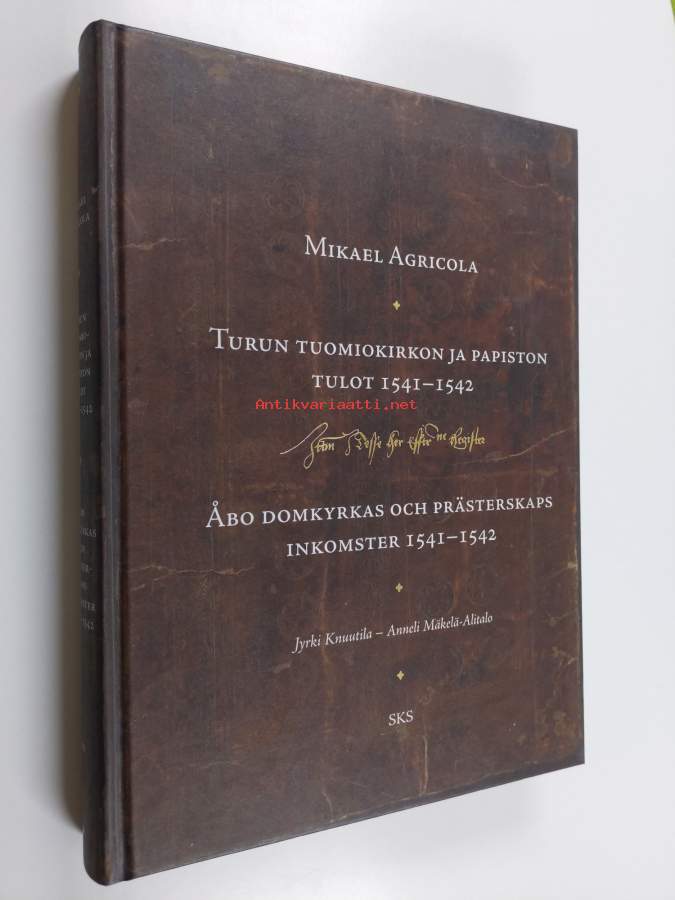 MIKAEL AGRICOLA
TURUN TUOMIOKIRKON JA PAPISTON
TULOT 1541–1542
Antikvariaatti.net
ÅBO DOMKYRKAS OCH PRÄSTERSKAPS
INKOMSTER 1541–1542
Jyrki Knuutila – Anneli Mäkelä-Alitalo
SKS